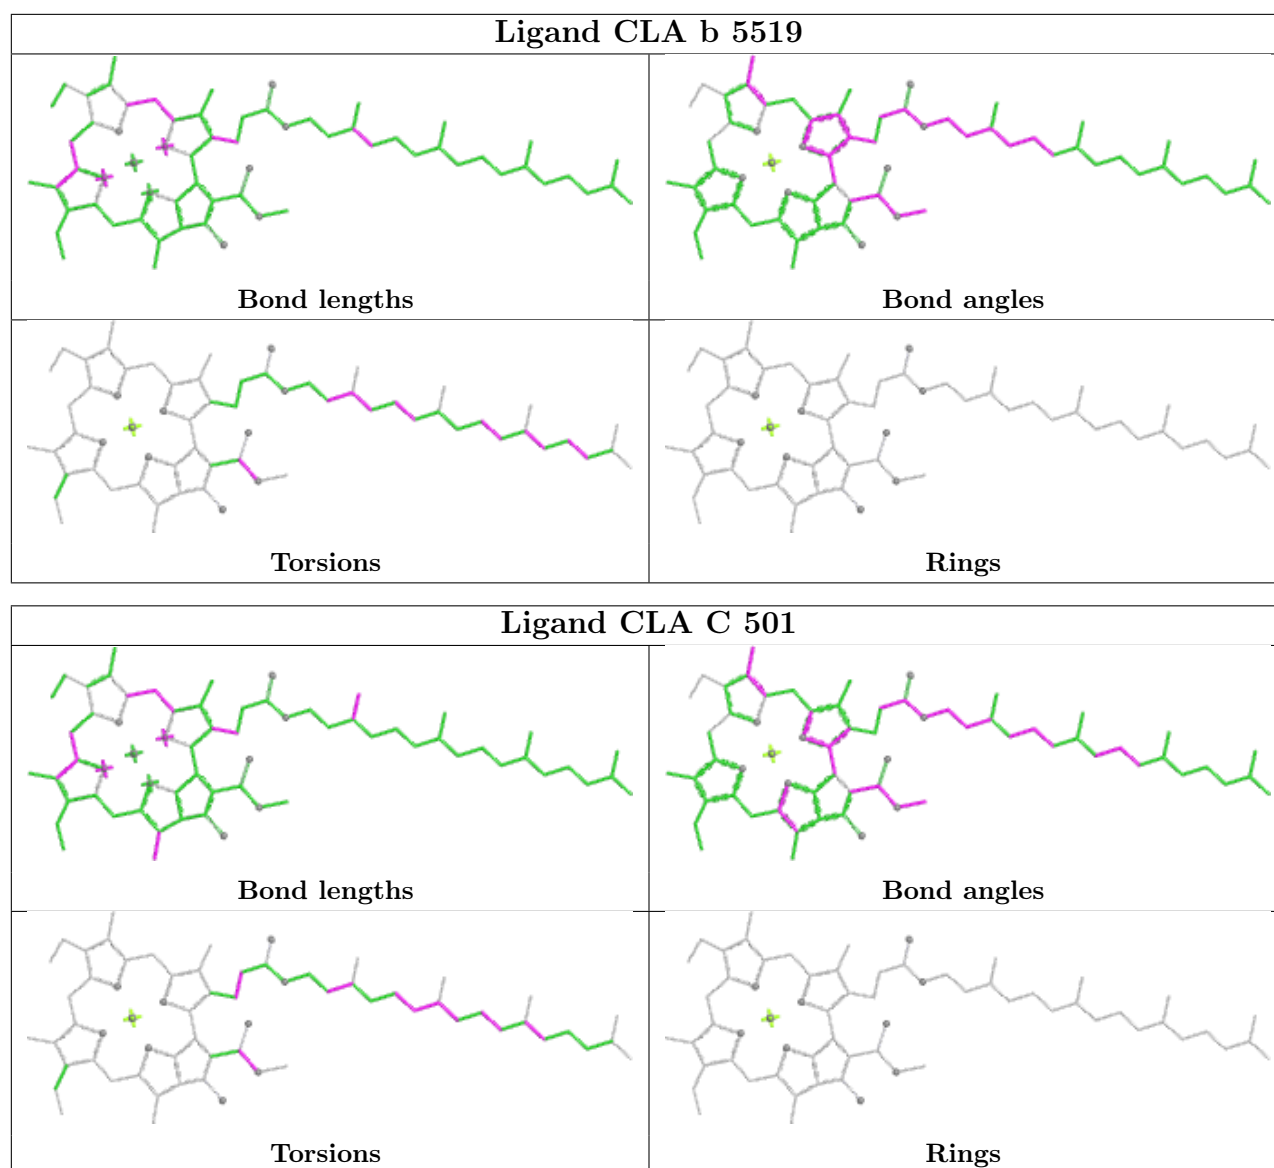 Ligand CLA b 5519
Bond lengths
Bond angles
Torsions
Rings
Ligand CLA C 501
Bond lengths
Bond angles
Torsions
Rings